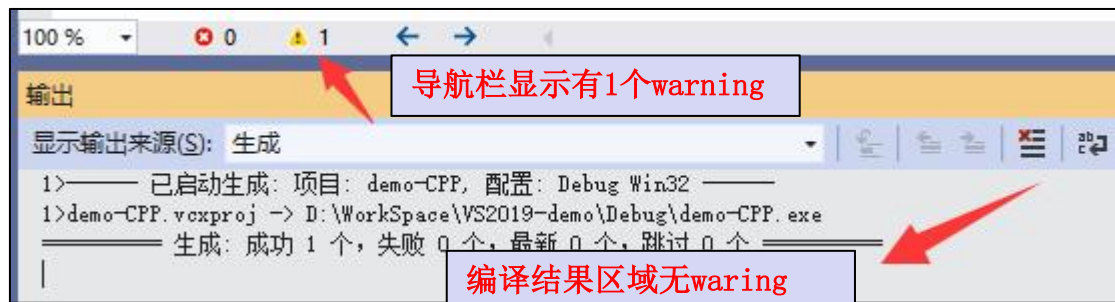 100 % 0 1
导航栏显示有1个warning
输出
显示输出来源(S): 生成
1>—— 已启动生成: 项目: demo-CPP, 配置: Debug Win32 ——
1>demo-CPP.vcxproj -> D:\WorkSpace\VS2019-demo\Debug\demo-CPP.exe
========== 生成: 成功 1 个，失败 0 个，最新 0 个，跳过 0 个 ==========
编译结果区域无waring